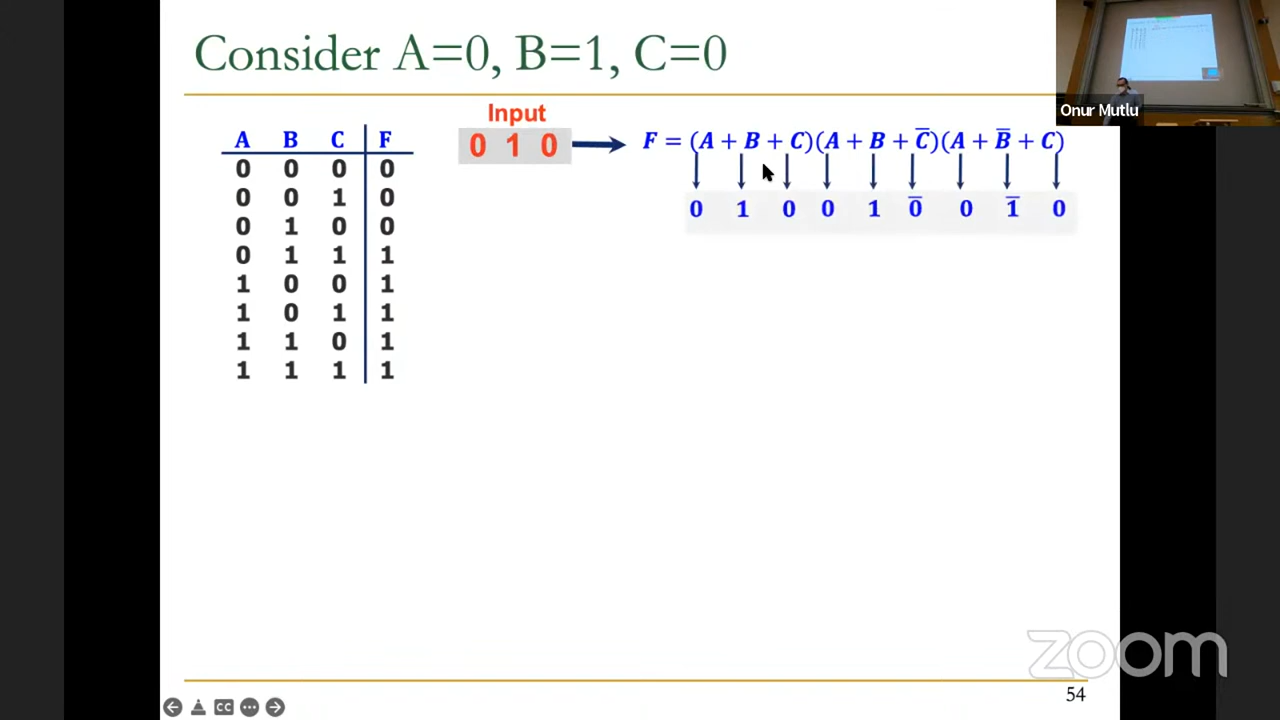 Consider A=0, B=1, C=0
Onur Mutlu
Input
0 1 0
F = (A + B + C)(A + B + C̅)(A + B̅ + C)
0 1 0 0 1 0̅ 0 1̅ 0
A B C F
0 0 0 0
0 0 1 0
0 1 0 0
0 1 1 1
1 0 0 1
1 0 1 1
1 1 0 1
1 1 1 1
zoom
54
CC